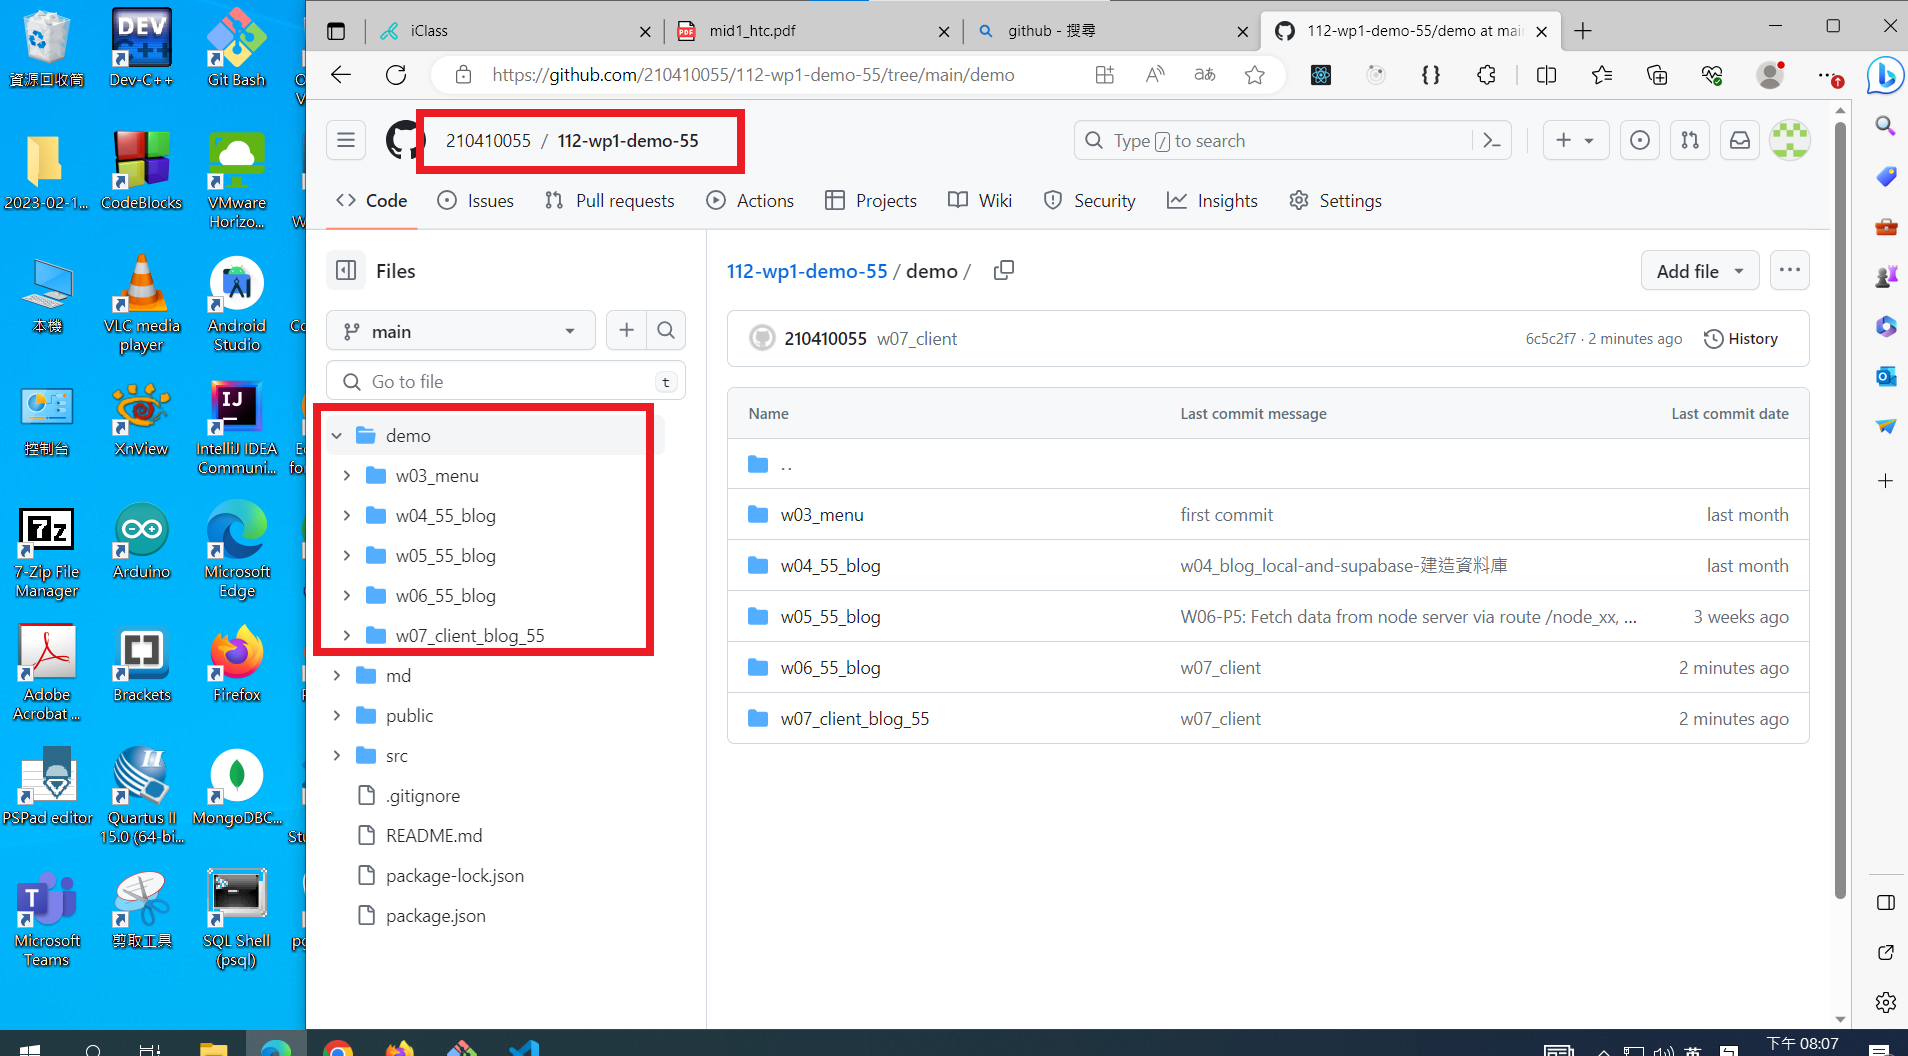 iClass
mid1_htc.pdf
github - 搜尋
112-wp1-demo-55/demo at mai
https://github.com/210410055/112-wp1-demo-55/tree/main/demo
210410055 / 112-wp1-demo-55
Type / to search
Code
Issues
Pull requests
Actions
Projects
Wiki
Security
Insights
Settings
Files
main
Go to file
t
demo
w03_menu
w04_55_blog
w05_55_blog
w06_55_blog
w07_client_blog_55
md
public
src
.gitignore
README.md
package-lock.json
package.json
112-wp1-demo-55 / demo /
Add file
210410055 w07_client
6c5c2f7 · 2 minutes ago
History
Name Last commit message Last commit date
..
w03_menu first commit last month
w04_55_blog w04_blog_local-and-supabase-建造資料庫 last month
w05_55_blog W06-P5: Fetch data from node server via route /node_xx, ... 3 weeks ago
w06_55_blog w07_client 2 minutes ago
w07_client_blog_55 w07_client 2 minutes ago
資源回收筒
DEV
Dev-C++
Git Bash
2023-02-1...
CodeBlocks
VMware
Horizo...
本機
VLC media
player
Android
Studio
控制台
XnView
IJ
IntelliJ IDEA
Communi...
7z
7-Zip File
Manager
Arduino
Microsoft
Edge
Adobe
Acrobat ...
Brackets
Firefox
PSPad editor
II
Quartus II
15.0 (64-bi...
MongoDBC...
T
Microsoft
Teams
剪取工具
SQL Shell
(psql)
英
下午 08:07